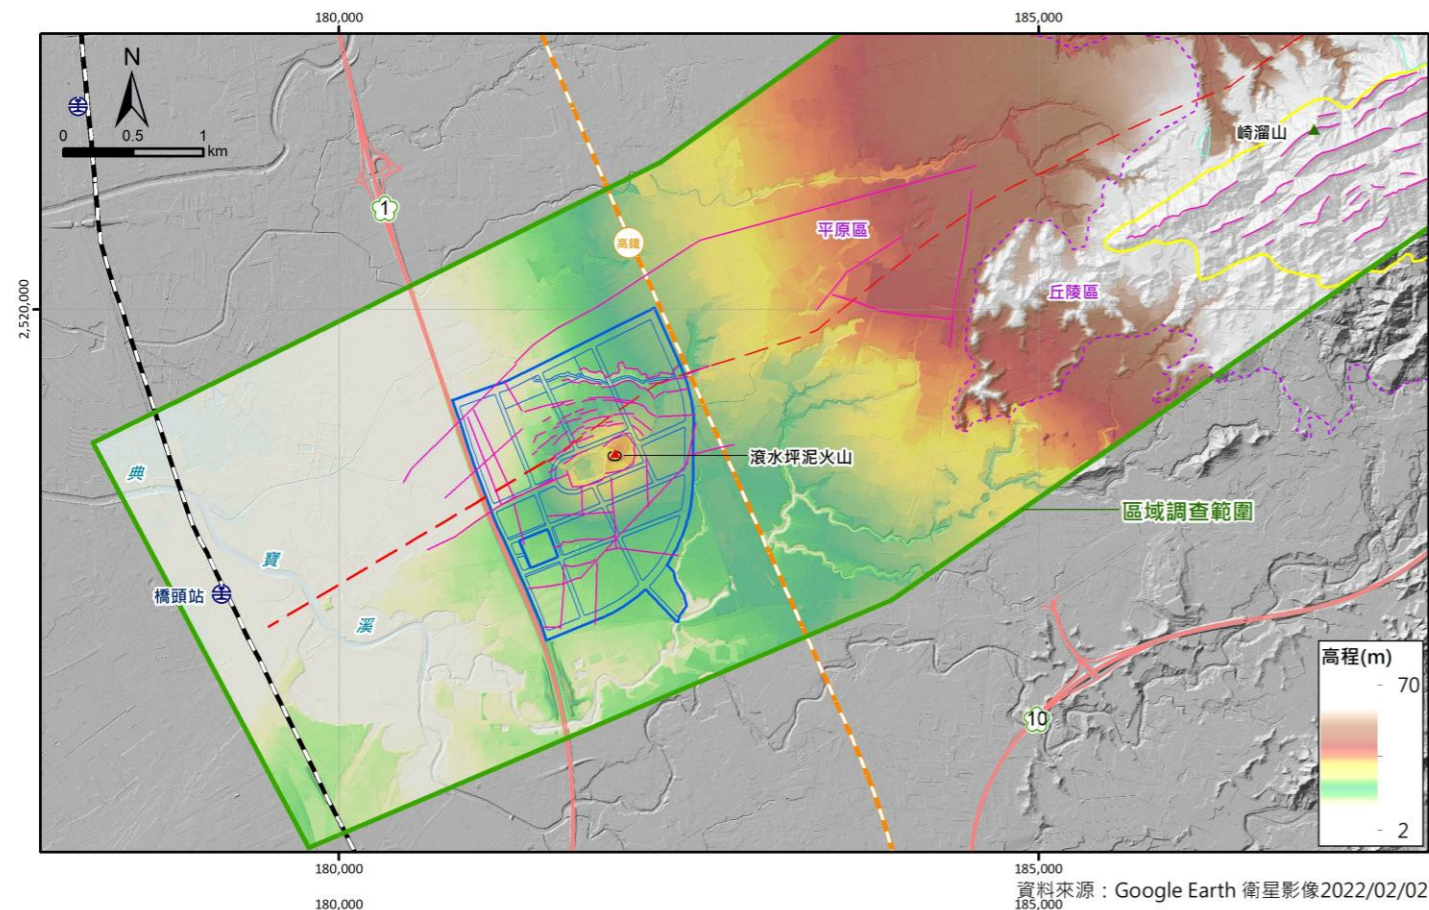 180,000
185,000
N
0
0.5
1
km
1
高鐵
崎溜山
平原區
丘陵區
2,520,000
滾水坪泥火山
典
寶
溪
區域調查範圍
橋頭站
10
高程(m)
70
2
180,000
185,000
資料來源：Google Earth 衛星影像2022/02/02
180,000
185,000